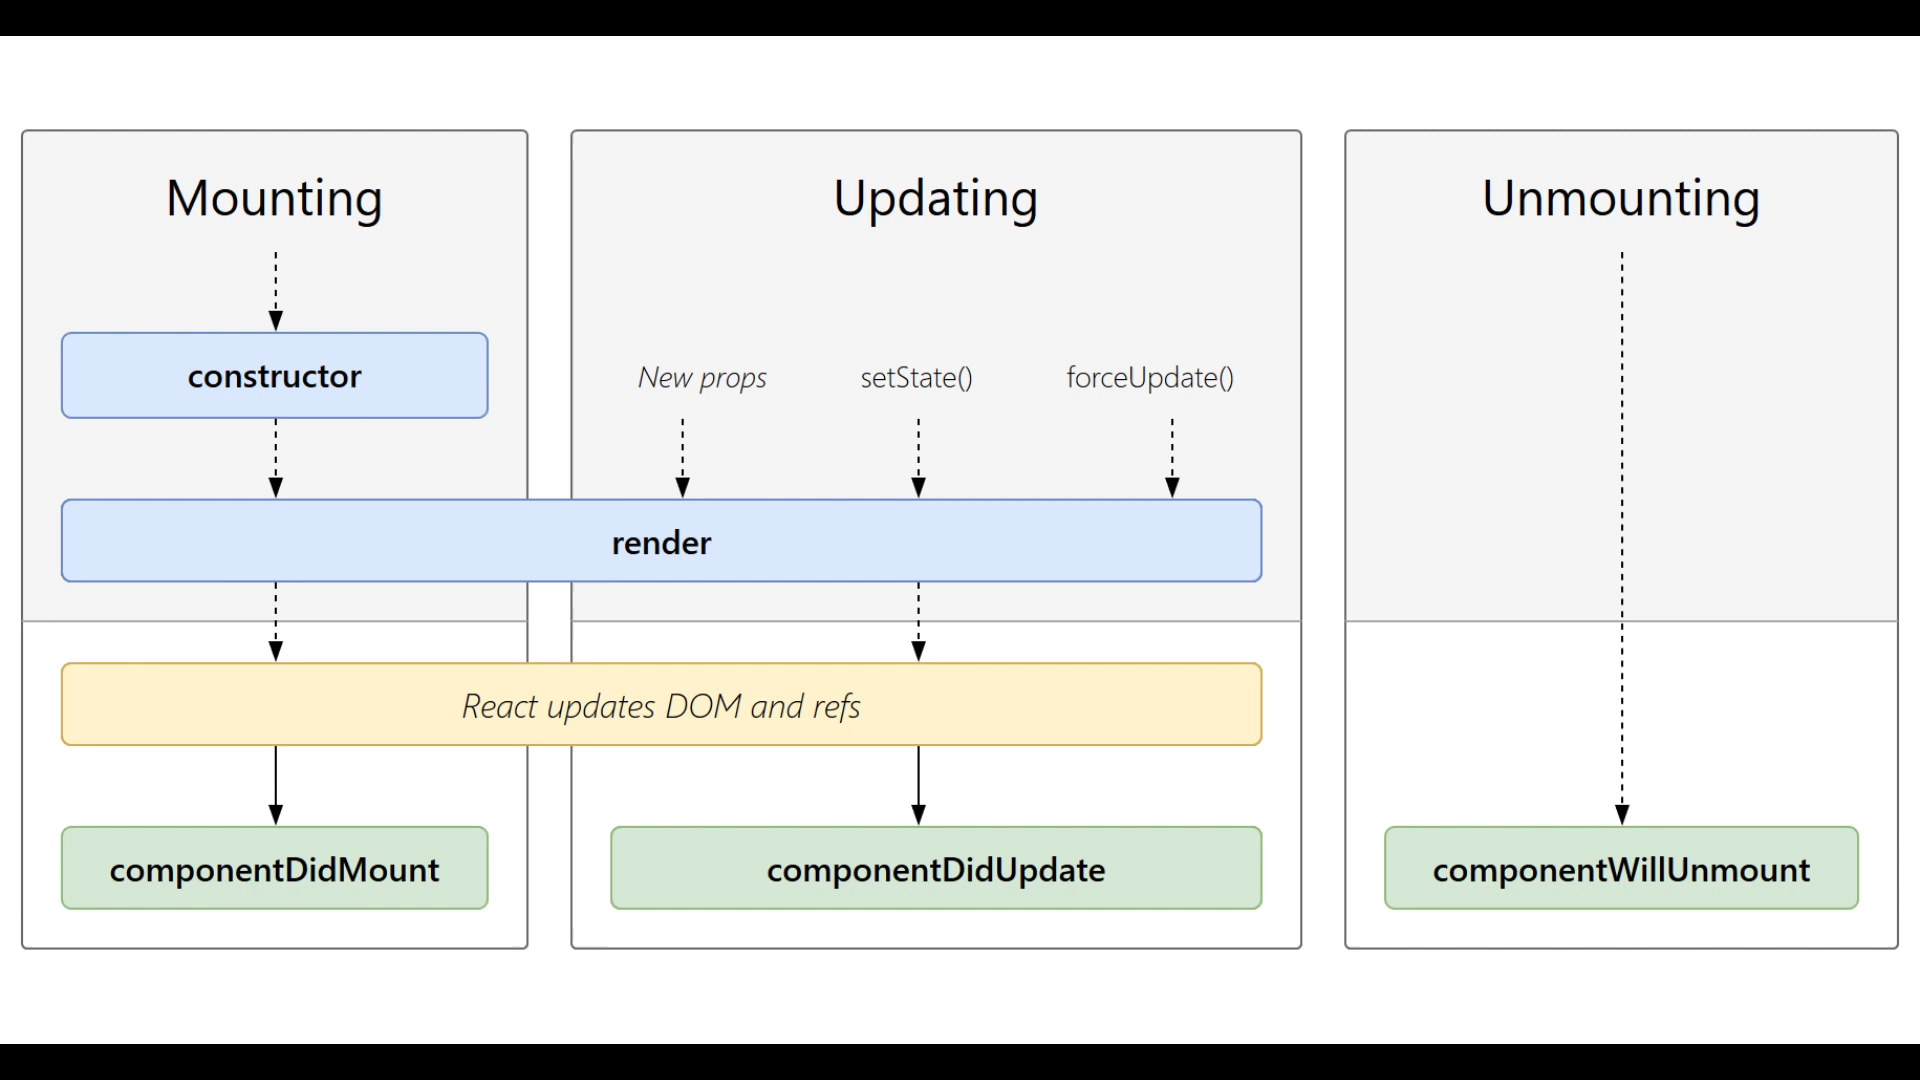 Mounting
Updating
Unmounting
constructor
New props
setState()
forceUpdate()
render
React updates DOM and refs
componentDidMount
componentDidUpdate
componentWillUnmount